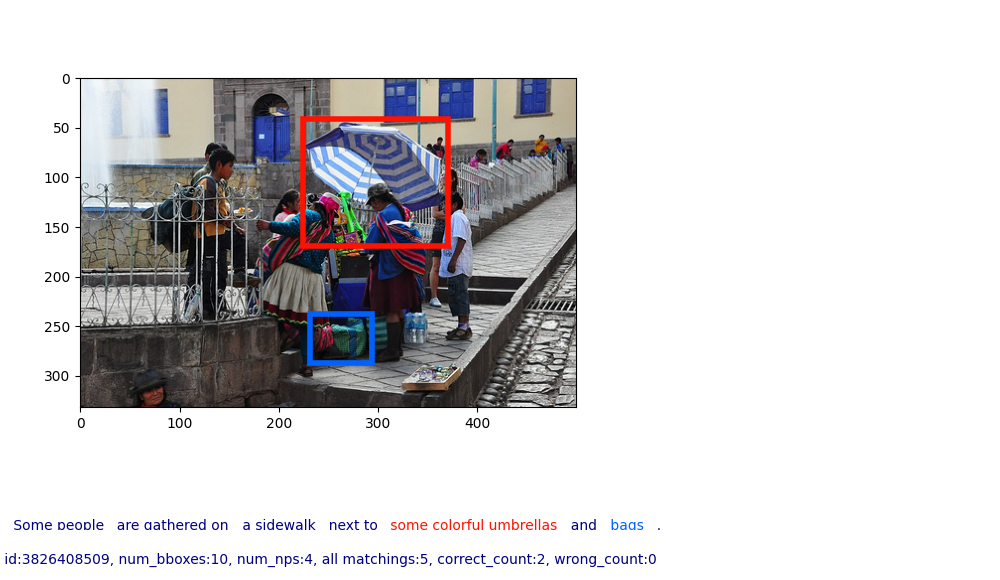 0
50
100
150
200
250
300
0 100 200 300 400
Some people are gathered on a sidewalk next to some colorful umbrellas and bags .
id:3826408509, num_bboxes:10, num_nps:4, all matchings:5, correct_count:2, wrong_count:0